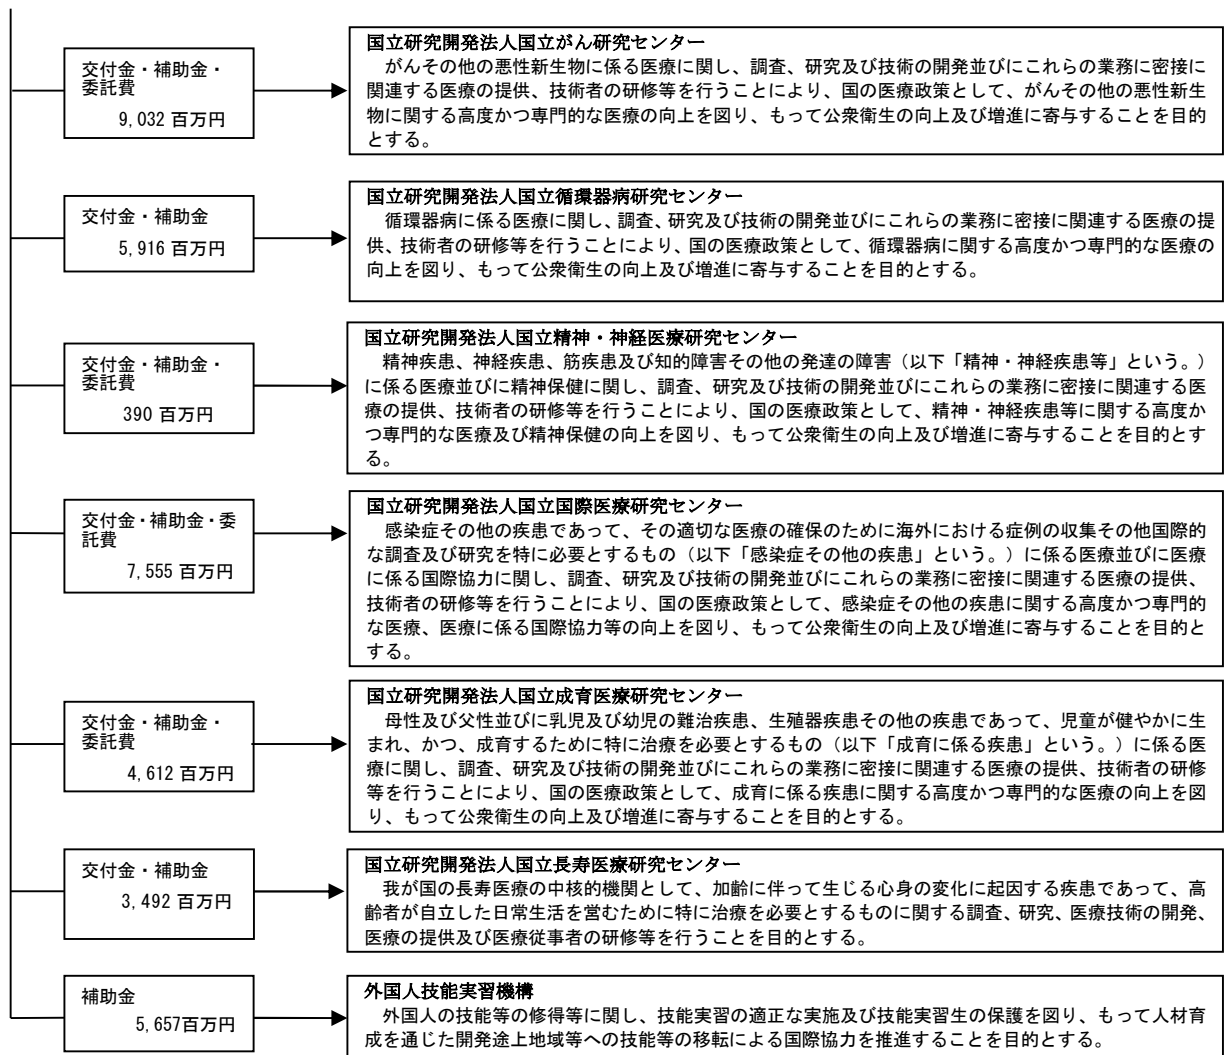 交付金・補助金・
委託費
9,032 百万円
国立研究開発法人国立がん研究センター
がんその他の悪性新生物に係る医療に関し、調査、研究及び技術の開発並びにこれらの業務に密接に
関連する医療の提供、技術者の研修等を行うことにより、国の医療政策として、がんその他の悪性新生
物に関する高度かつ専門的な医療の向上を図り、もって公衆衛生の向上及び増進に寄与することを目的
とする。
交付金・補助金
5,916 百万円
国立研究開発法人国立循環器病研究センター
循環器病に係る医療に関し、調査、研究及び技術の開発並びにこれらの業務に密接に関連する医療の提
供、技術者の研修等を行うことにより、国の医療政策として、循環器病に関する高度かつ専門的な医療の
向上を図り、もって公衆衛生の向上及び増進に寄与することを目的とする。
交付金・補助金・
委託費
390 百万円
国立研究開発法人国立精神・神経医療研究センター
精神疾患、神経疾患、筋疾患及び知的障害その他の発達の障害（以下「精神・神経疾患等」という。）
に係る医療並びに精神保健に関し、調査、研究及び技術の開発並びにこれらの業務に密接に関連する医
療の提供、技術者の研修等を行うことにより、国の医療政策として、精神・神経疾患等に関する高度か
つ専門的な医療及び精神保健の向上を図り、もって公衆衛生の向上及び増進に寄与することを目的とす
る。
交付金・補助金・委
託費
7,555 百万円
国立研究開発法人国立国際医療研究センター
感染症その他の疾患であって、その適切な医療の確保のために海外における症例の収集その他国際的
な調査及び研究を特に必要とするもの（以下「感染症その他の疾患」という。）に係る医療並びに医療
に係る国際協力に関し、調査、研究及び技術の開発並びにこれらの業務に密接に関連する医療の提供、
技術者の研修等を行うことにより、国の医療政策として、感染症その他の疾患に関する高度かつ専門的
な医療、医療に係る国際協力等の向上を図り、もって公衆衛生の向上及び増進に寄与することを目的と
する。
交付金・補助金・
委託費
4,612 百万円
国立研究開発法人国立成育医療研究センター
母性及び父性並びに乳児及び幼児の難治疾患、生殖器疾患その他の疾患であって、児童が健やかに生
まれ、かつ、成育するために特に治療を必要とするもの（以下「成育に係る疾患」という。）に係る医
療に関し、調査、研究及び技術の開発並びにこれらの業務に密接に関連する医療の提供、技術者の研修
等を行うことにより、国の医療政策として、成育に係る疾患に関する高度かつ専門的な医療の向上を図
り、もって公衆衛生の向上及び増進に寄与することを目的とする。
交付金・補助金
3,492 百万円
国立研究開発法人国立長寿医療研究センター
我が国の長寿医療の中核的機関として、加齢に伴って生じる心身の変化に起因する疾患であって、高
齢者が自立した日常生活を営むために特に治療を必要とするものに関する調査、研究、医療技術の開発、
医療の提供及び医療従事者の研修等を行うことを目的とする。
補助金
5,657百万円
外国人技能実習機構
外国人の技能等の修得等に関し、技能実習の適正な実施及び技能実習生の保護を図り、もって人材育
成を通じた開発途上地域等への技能等の移転による国際協力を推進することを目的とする。